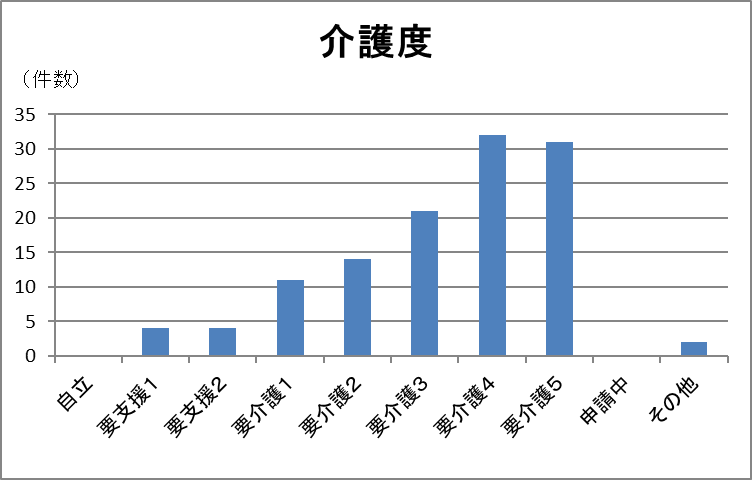 介護度
（件数）
35
30
25
20
15
10
5
0
自立
要支援1
要支援2
要介護1
要介護2
要介護3
要介護4
要介護5
申請中
その他